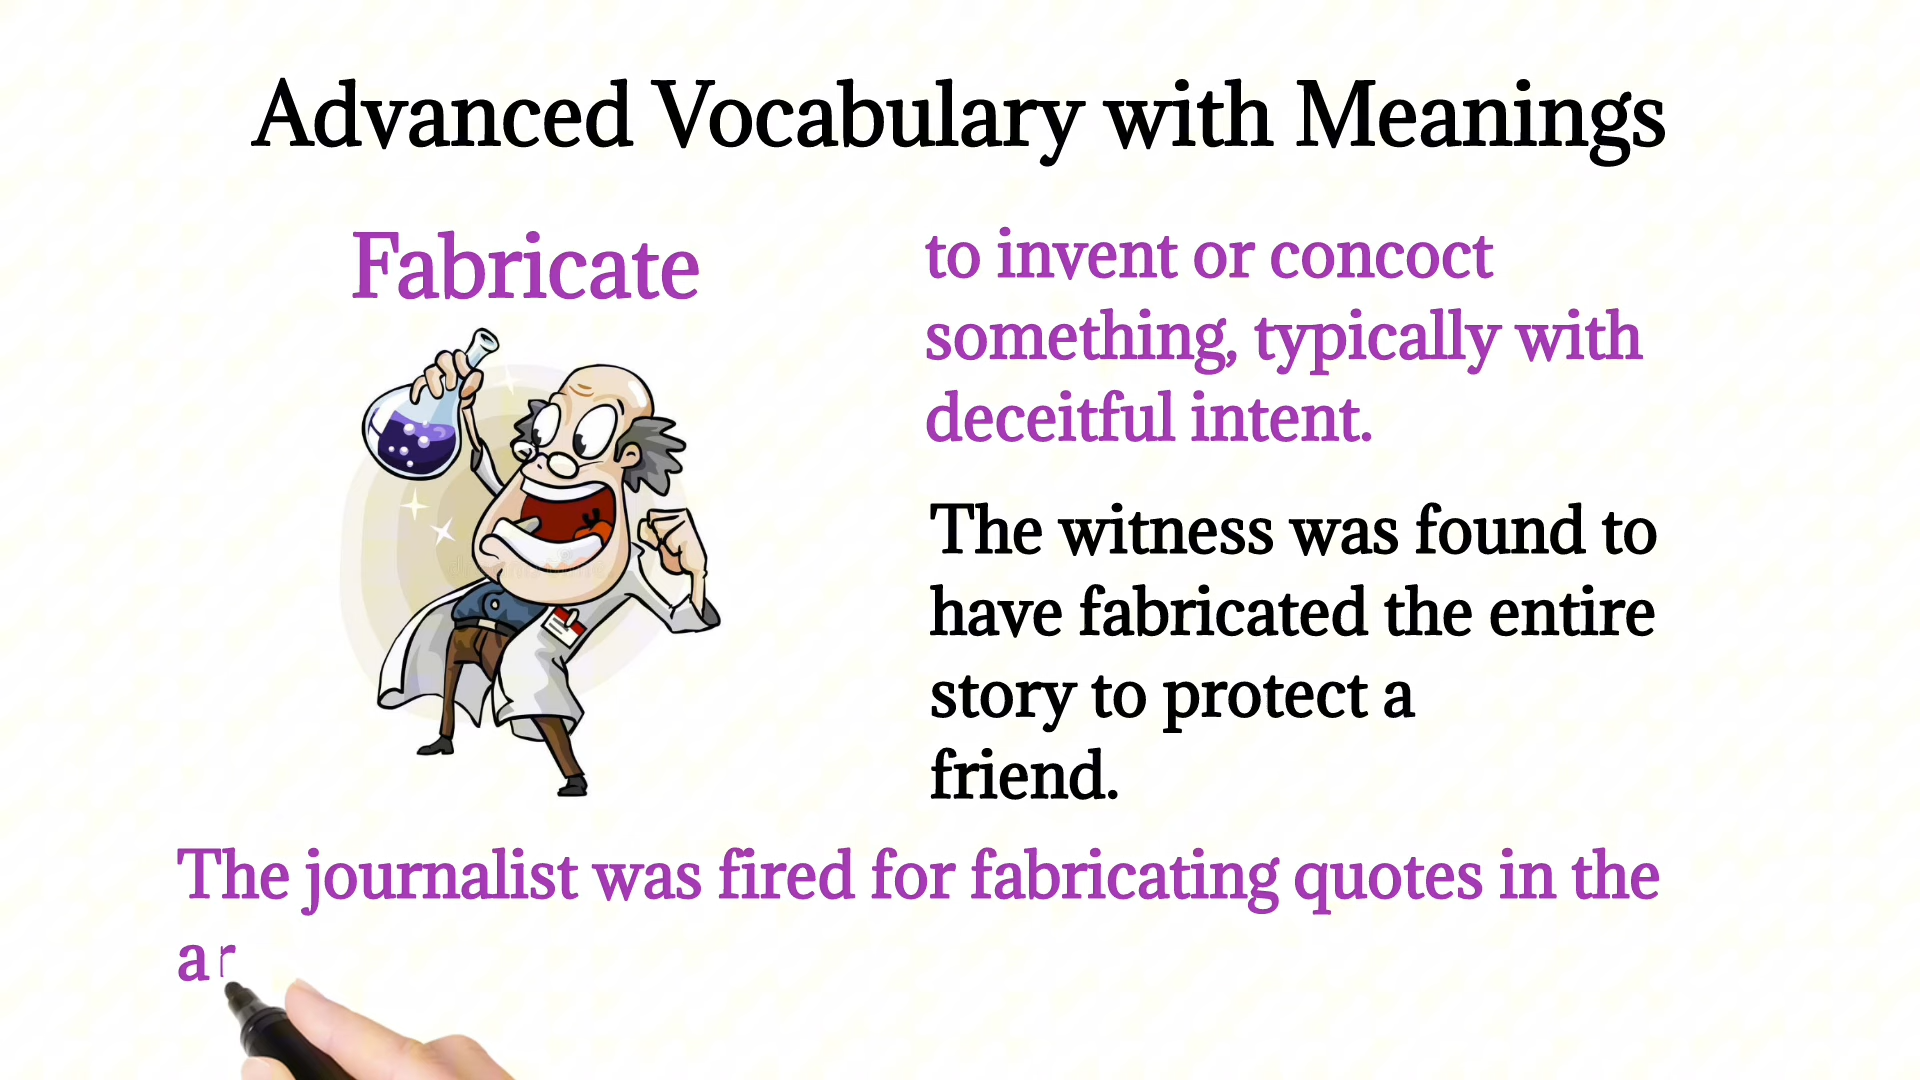 Advanced Vocabulary with Meanings
Fabricate
to invent or concoct
something, typically with
deceitful intent.
The witness was found to
have fabricated the entire
story to protect a
friend.
The journalist was fired for fabricating quotes in the
ar